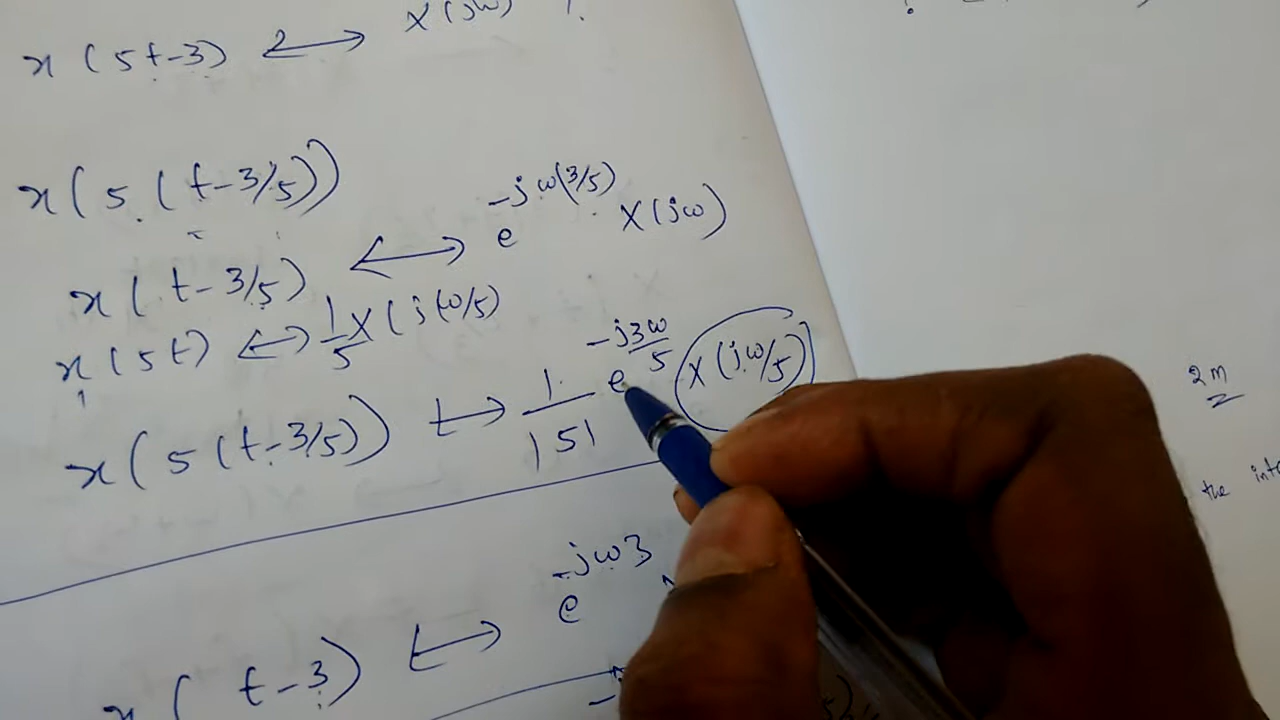 x (5t-3) ⟷ X(jω)
x(5.(t-3/5))
x(t-3/5) ⟷ e^{-jω(3/5)} X(jω)
x(5t) ⟷ 1/5 X(j(ω/5)
x(5(t-3/5)) ⟷ 1/|5| e^{-j3ω/5} X(jω/5)
x(t-3) ⟷ e^{-jω3}
2m
the